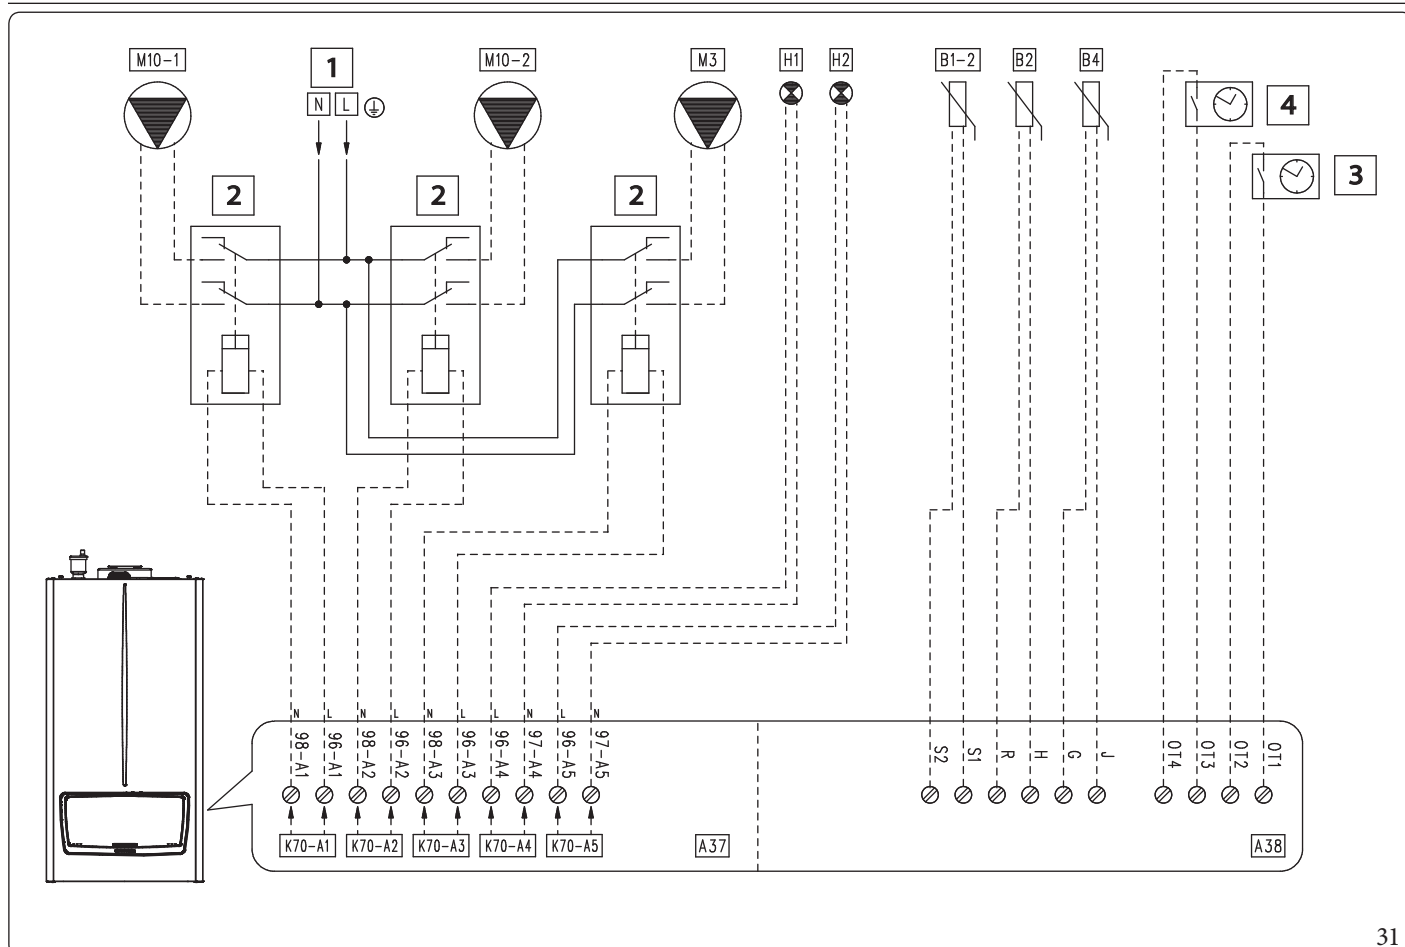 M10-1
1
M10-2
M3
H1
H2
B1-2
B2
B4
N L
4
3
2
2
2
N
L
N
L
N
L
L
N
L
N
98-A1
96-A1
98-A2
96-A2
98-A3
96-A3
96-A4
97-A4
96-A5
97-A5
S2
S1
R
H
G
J
OT4
OT3
OT2
OT1
K70-A1
K70-A2
K70-A3
K70-A4
K70-A5
A37
A38
31